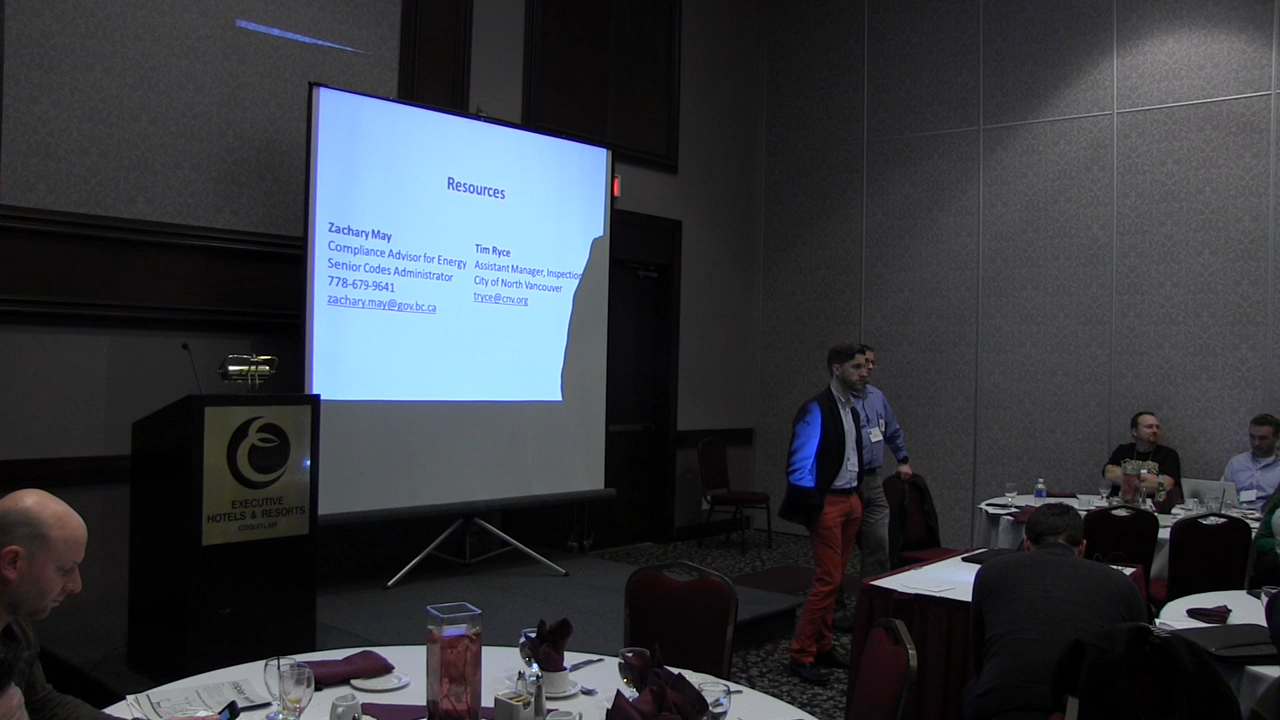 Resources
Zachary May
Compliance Advisor for Energy
Senior Codes Administrator
778-679-9641
zachary.may@gov.bc.ca
Tim Ryce
Assistant Manager, Inspection
City of North Vancouver
tryce@cnv.org
EXECUTIVE
HOTELS & RESORTS
COQUITLAM